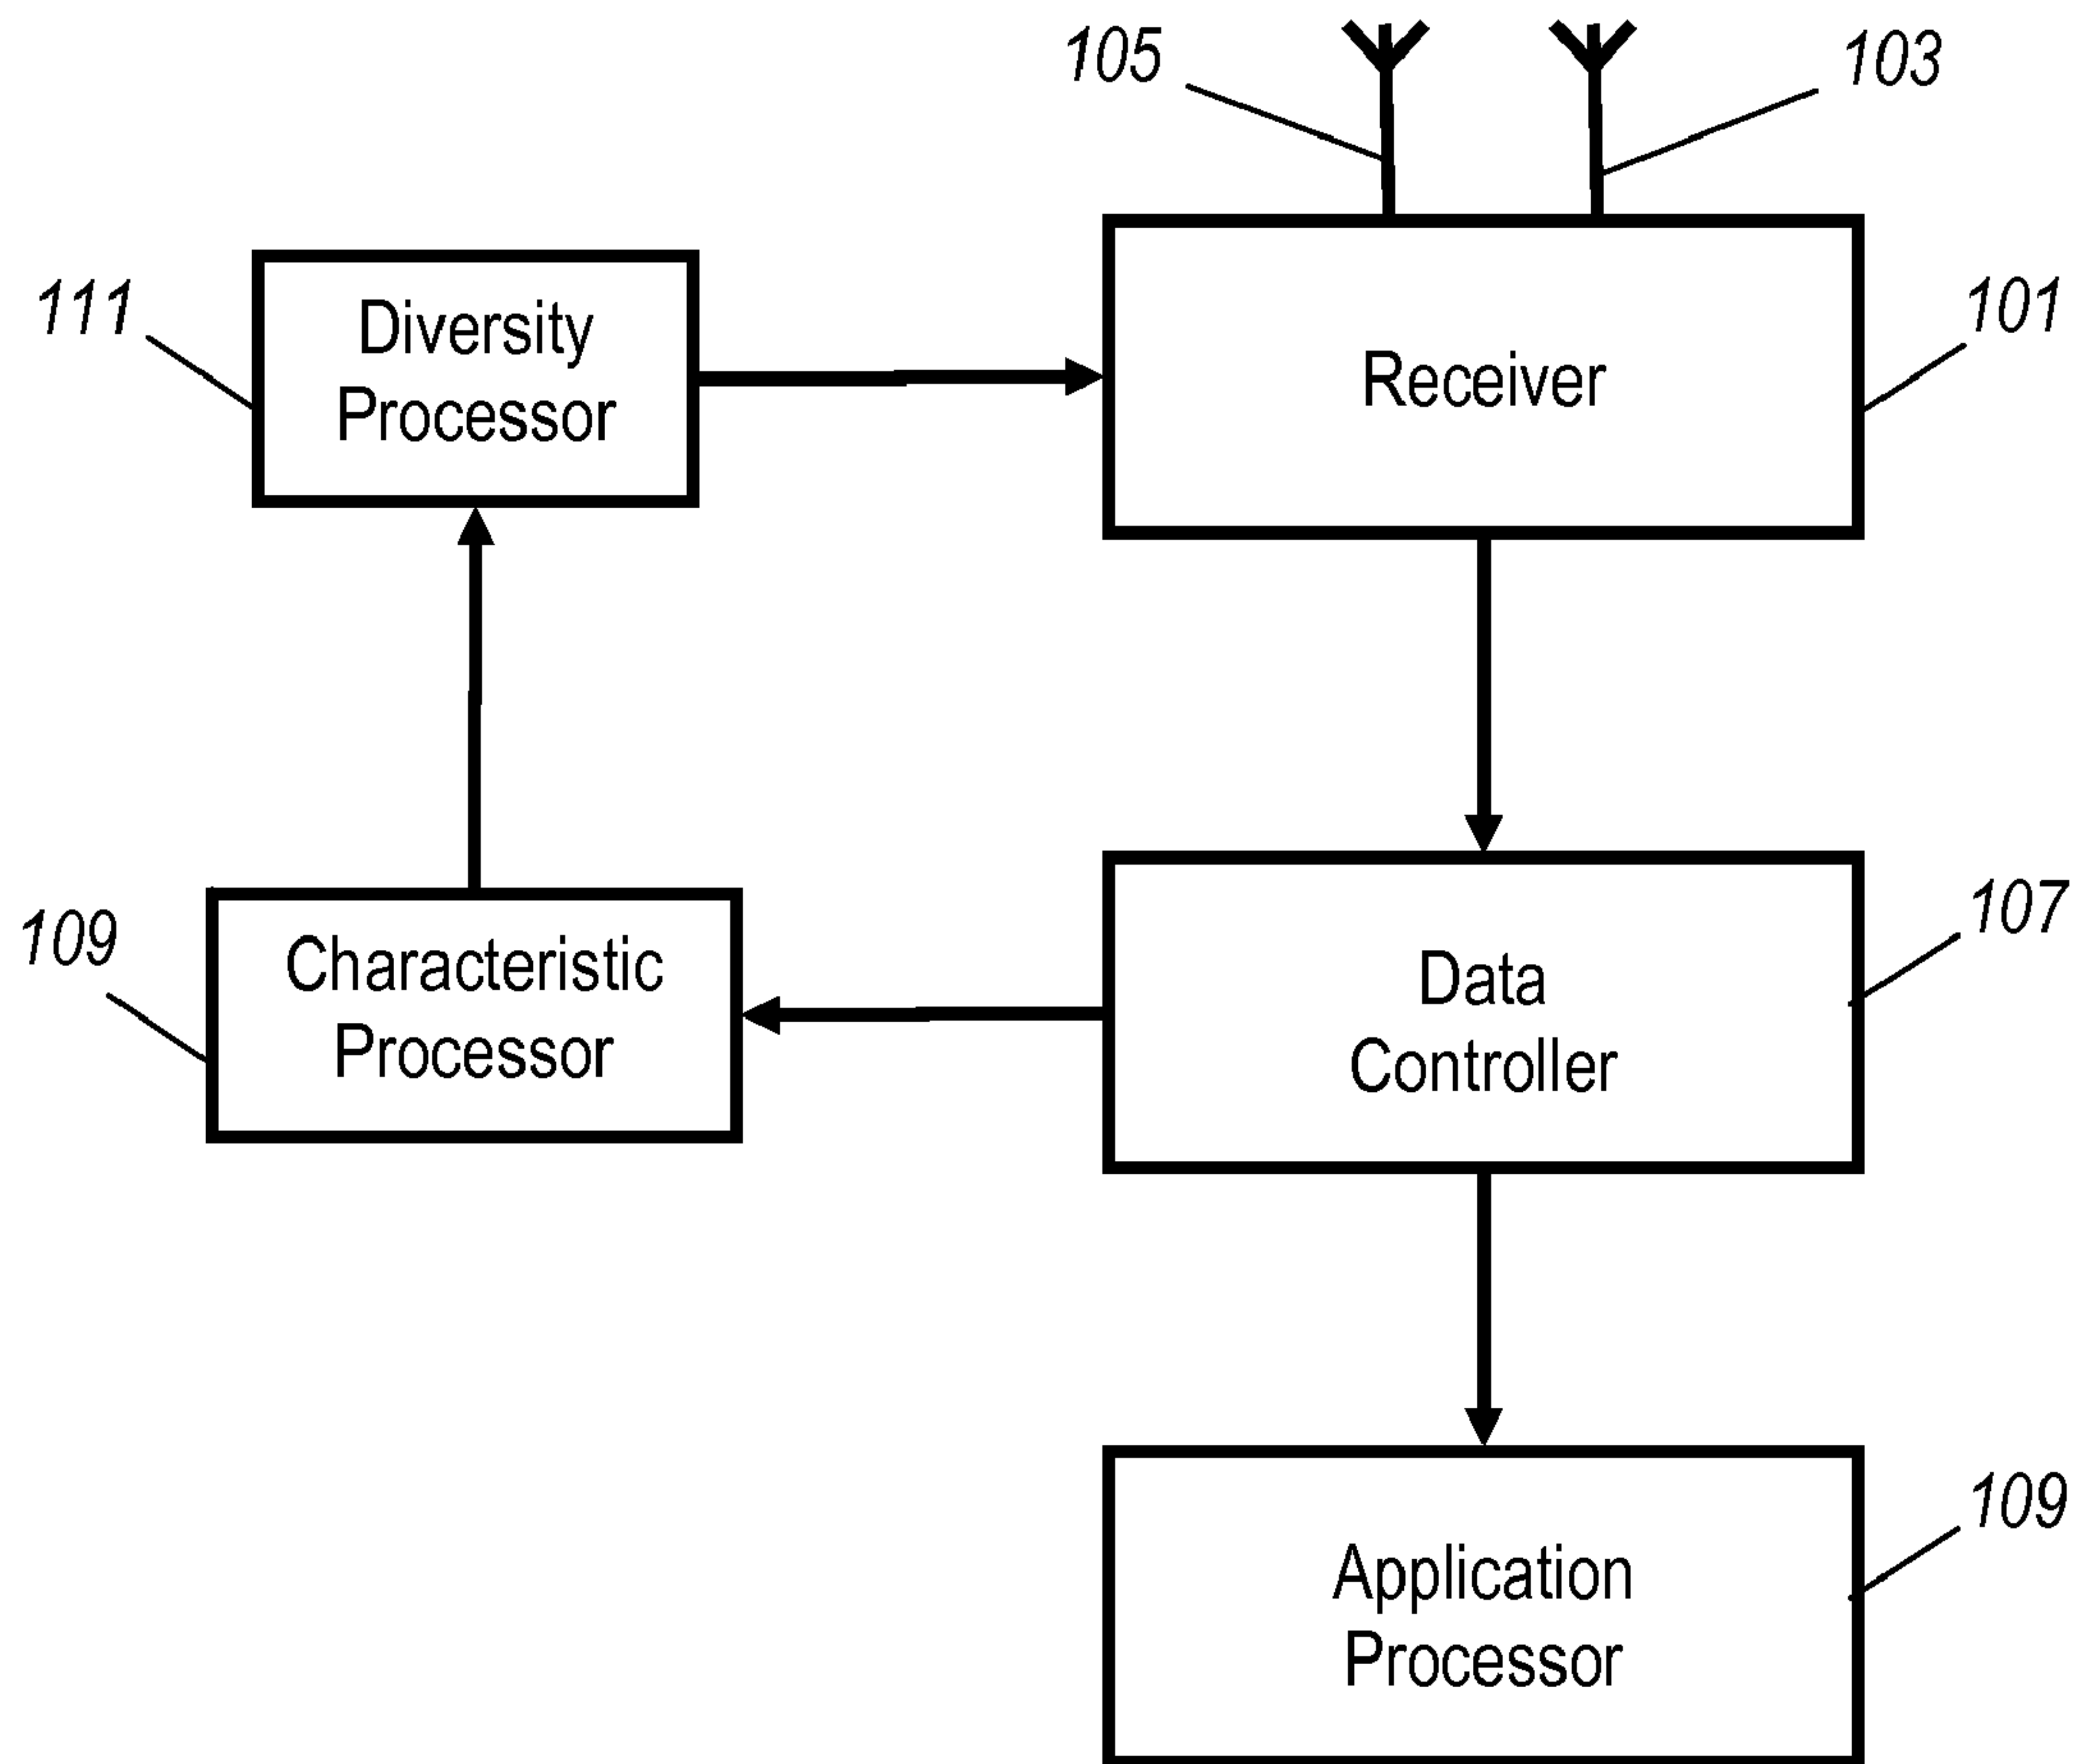 105
103
111
Diversity
Processor
Receiver
101
109
Characteristic
Processor
Data
Controller
107
Application
Processor
109